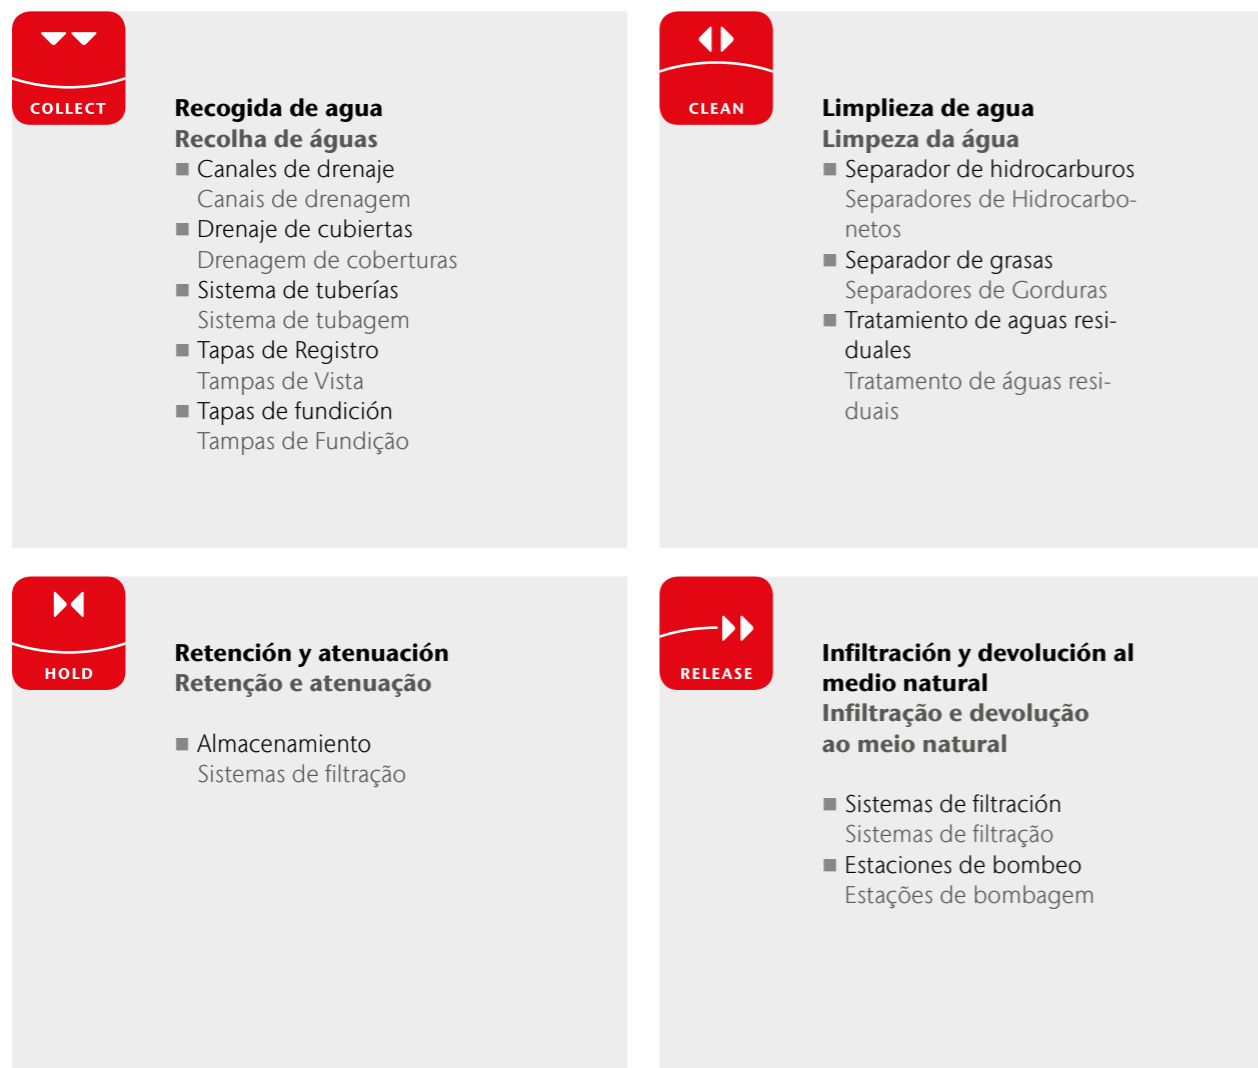 COLLECT
Recogida de agua
Recolha de águas
Canales de drenaje
Canais de drenagem
Drenaje de cubiertas
Drenagem de coberturas
Sistema de tuberías
Sistema de tubagem
Tapas de Registro
Tampas de Vista
Tapas de fundición
Tampas de Fundição
CLEAN
Limplieza de agua
Limpeza da água
Separador de hidrocarburos
Separadores de Hidrocarbo-
netos
Separador de grasas
Separadores de Gorduras
Tratamiento de aguas resi-
duales
Tratamento de águas resi-
duais
HOLD
Retención y atenuación
Retenção e atenuação
Almacenamiento
Sistemas de filtração
RELEASE
Infiltración y devolución al
medio natural
Infiltração e devolução
ao meio natural
Sistemas de filtración
Sistemas de filtração
Estaciones de bombeo
Estações de bombagem